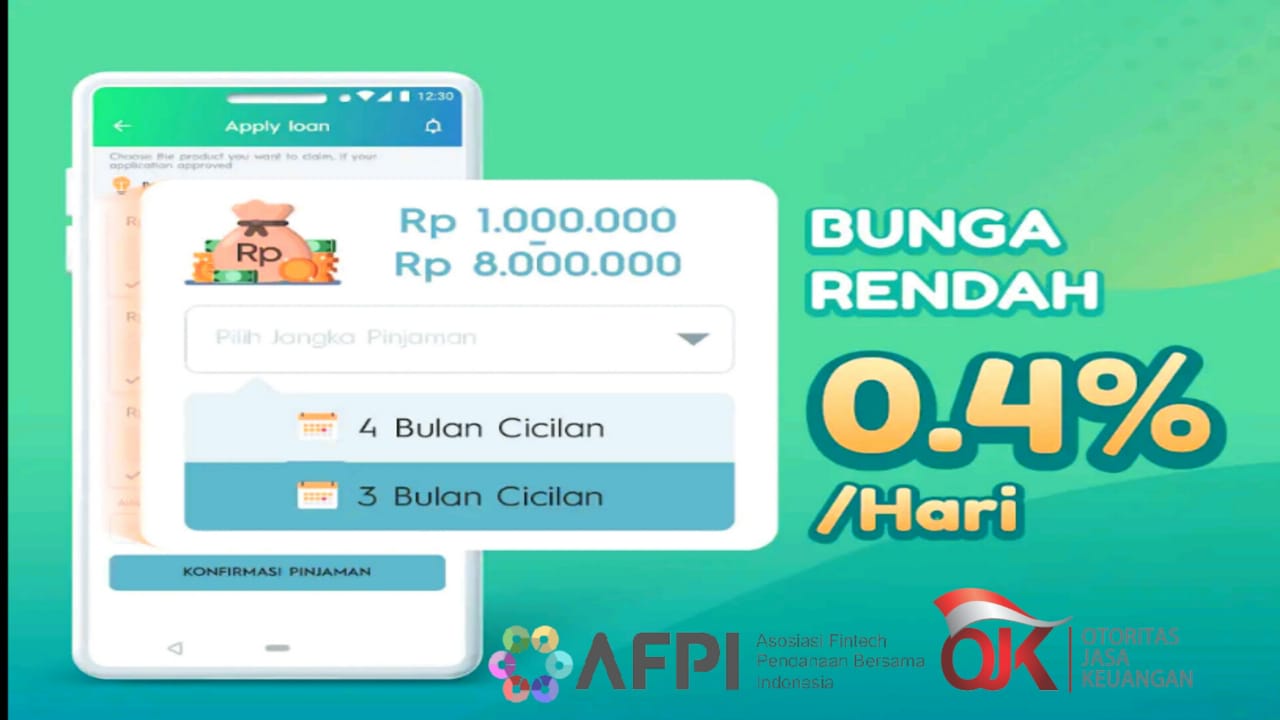 12:30
Apply loan
Choose the product you want to claim, if your
application approved
Rp
Rp 1.000.000
–
Rp 8.000.000
Pilih Jangka Pinjaman
4 Bulan Cicilan
3 Bulan Cicilan
KONFIRMASI PINJAMAN
BUNGA
RENDAH
0.4%
/Hari
AFPI
Asosiasi Fintech
Pendanaan Bersama
Indonesia
OJK
OTORITAS
JASA
KEUANGAN